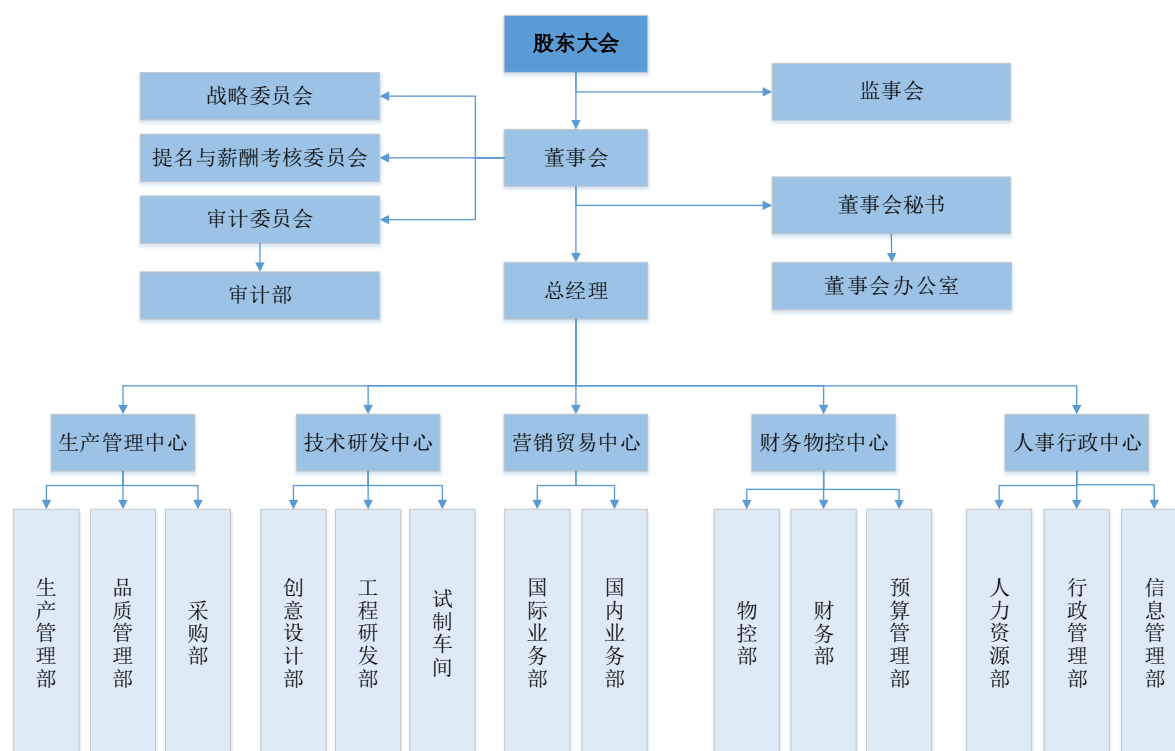 股东大会
战略委员会
监事会
提名与薪酬考核委员会
董事会
审计委员会
董事会秘书
审计部
总经理
董事会办公室
生产管理中心
技术研发中心
营销贸易中心
财务物控中心
人事行政中心
生产管理部
品质管理部
采购部
创意设计部
工程研发部
试制车间
国际业务部
国内业务部
物控部
财务部
预算管理部
人力资源部
行政管理部
信息管理部